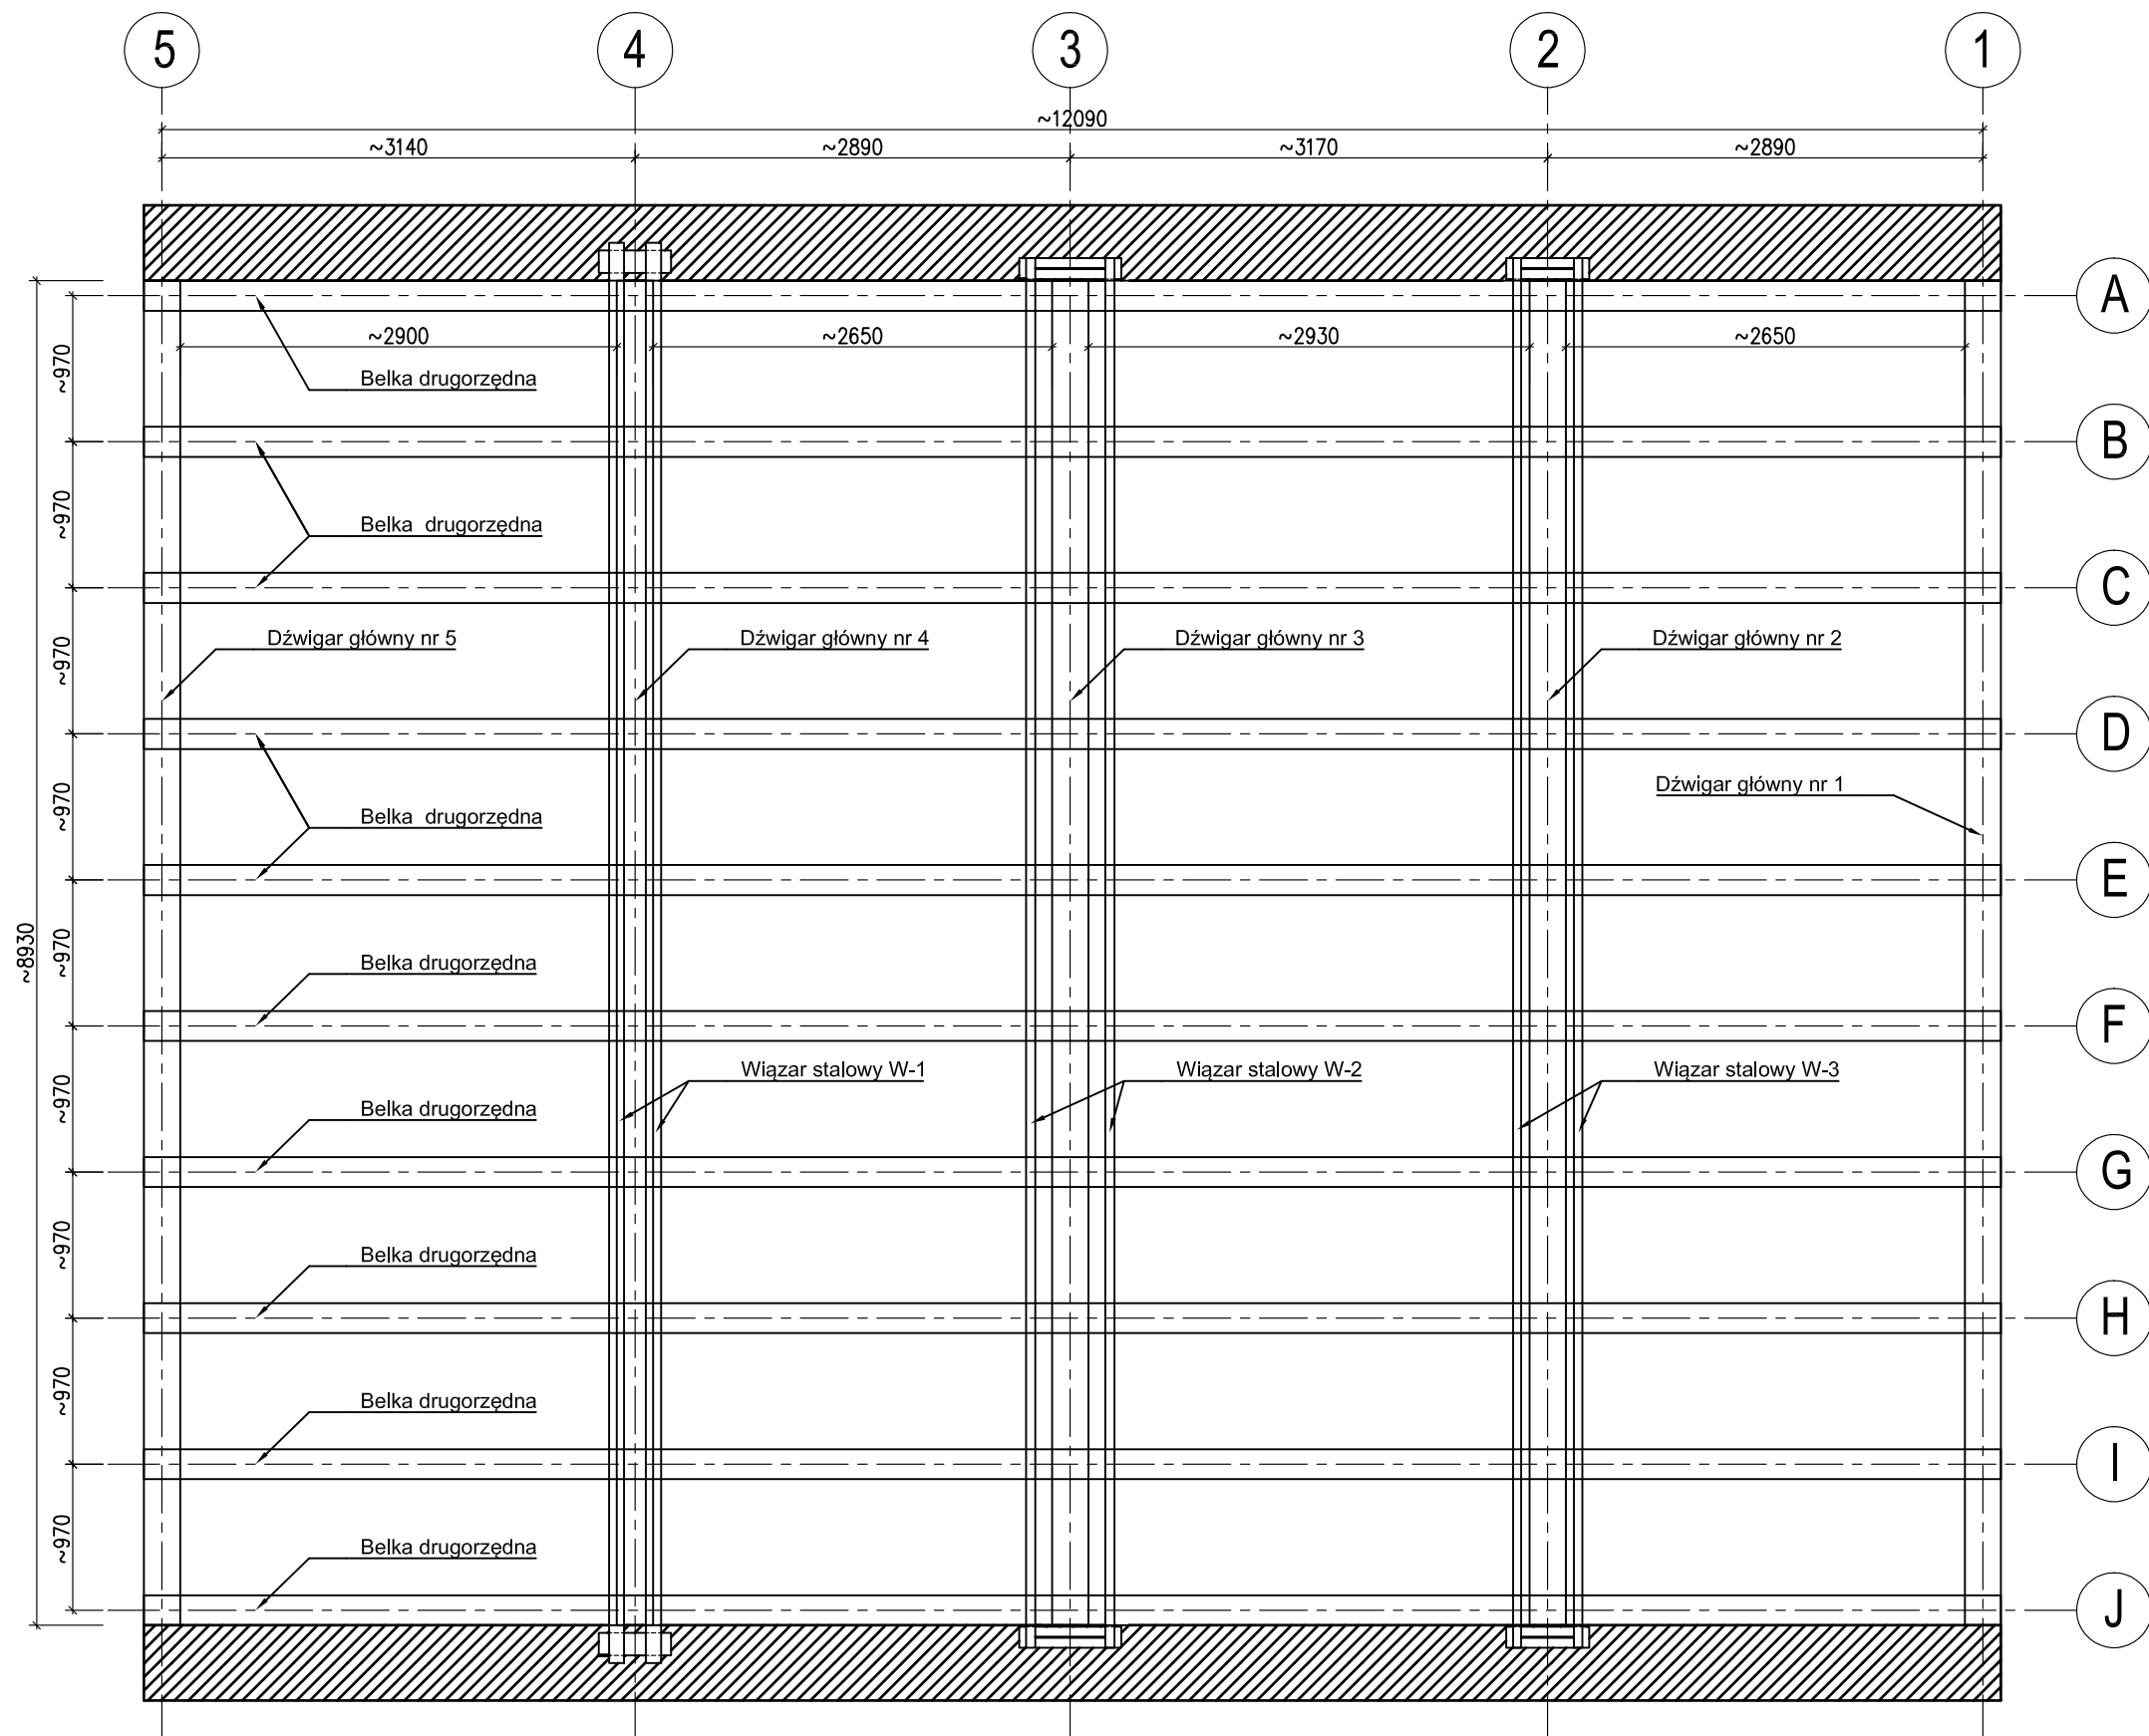 5 4 3 2 1
~12090
~3140 ~2890 ~3170 ~2890
A
~2900 ~2650 ~2930 ~2650
~970
Belka drugorzędna
B
~970
Belka drugorzędna
C
~970
Dźwigar główny nr 5 Dźwigar główny nr 4 Dźwigar główny nr 3 Dźwigar główny nr 2
D
Dźwigar główny nr 1
~970
Belka drugorzędna
E
~8930
~970
Belka drugorzędna
F
Wiązar stalowy W-1 Wiązar stalowy W-2 Wiązar stalowy W-3
~970
Belka drugorzędna
G
~970
Belka drugorzędna
H
~970
Belka drugorzędna
I
~970
Belka drugorzędna
J